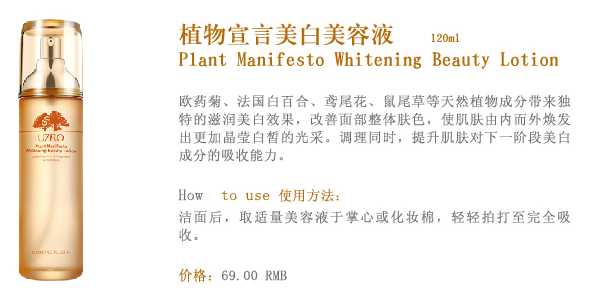 植物宣言美白美容液 120ml
Plant Manifesto Whitening Beauty Lotion
欧药菊、法国白百合、鸢尾花、鼠尾草等天然植物成分带来独
特的滋润美白效果，改善面部整体肤色，使肌肤由内而外焕发
出更加晶莹白皙的光采。调理同时，提升肌肤对下一阶段美白
成分的吸收能力。
How to use 使用方法：
洁面后，取适量美容液于掌心或化妆棉，轻轻拍打至完全吸
收。
价格：69.00 RMB
UZERO
Plant Manifesto
Whitening Beauty Lotion